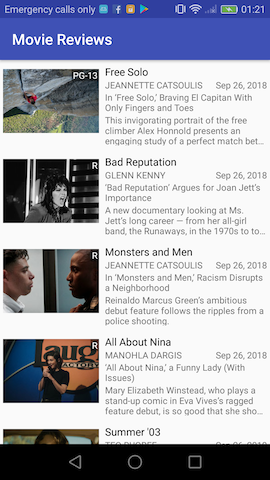 Emergency calls only 01:21
Movie Reviews
PG-13
Free Solo
JEANNETTE CATSOULIS Sep 26, 2018
In 'Free Solo,' Braving El Capitan With
Only Fingers and Toes
This invigorating portrait of the free
climber Alex Honnold presents an
engaging study of a perfect match bet…
R
Bad Reputation
GLENN KENNY Sep 26, 2018
'Bad Reputation' Argues for Joan Jett's
Importance
A new documentary looking at Ms.
Jett's long career — from her all-girl
band, the Runaways, in the 1970s to to…
R
Monsters and Men
JEANNETTE CATSOULIS Sep 26, 2018
In 'Monsters and Men,' Racism Disrupts
a Neighborhood
Reinaldo Marcus Green's ambitious
debut feature follows the ripples from a
police shooting.
R
All About Nina
MANOHLA DARGIS Sep 26, 2018
'All About Nina,' a Funny Lady (With
Issues)
Mary Elizabeth Winstead, who plays a
stand-up comic in Eva Vives's ragged
feature debut, is so good that she sho…
FACTORY
Summer '03